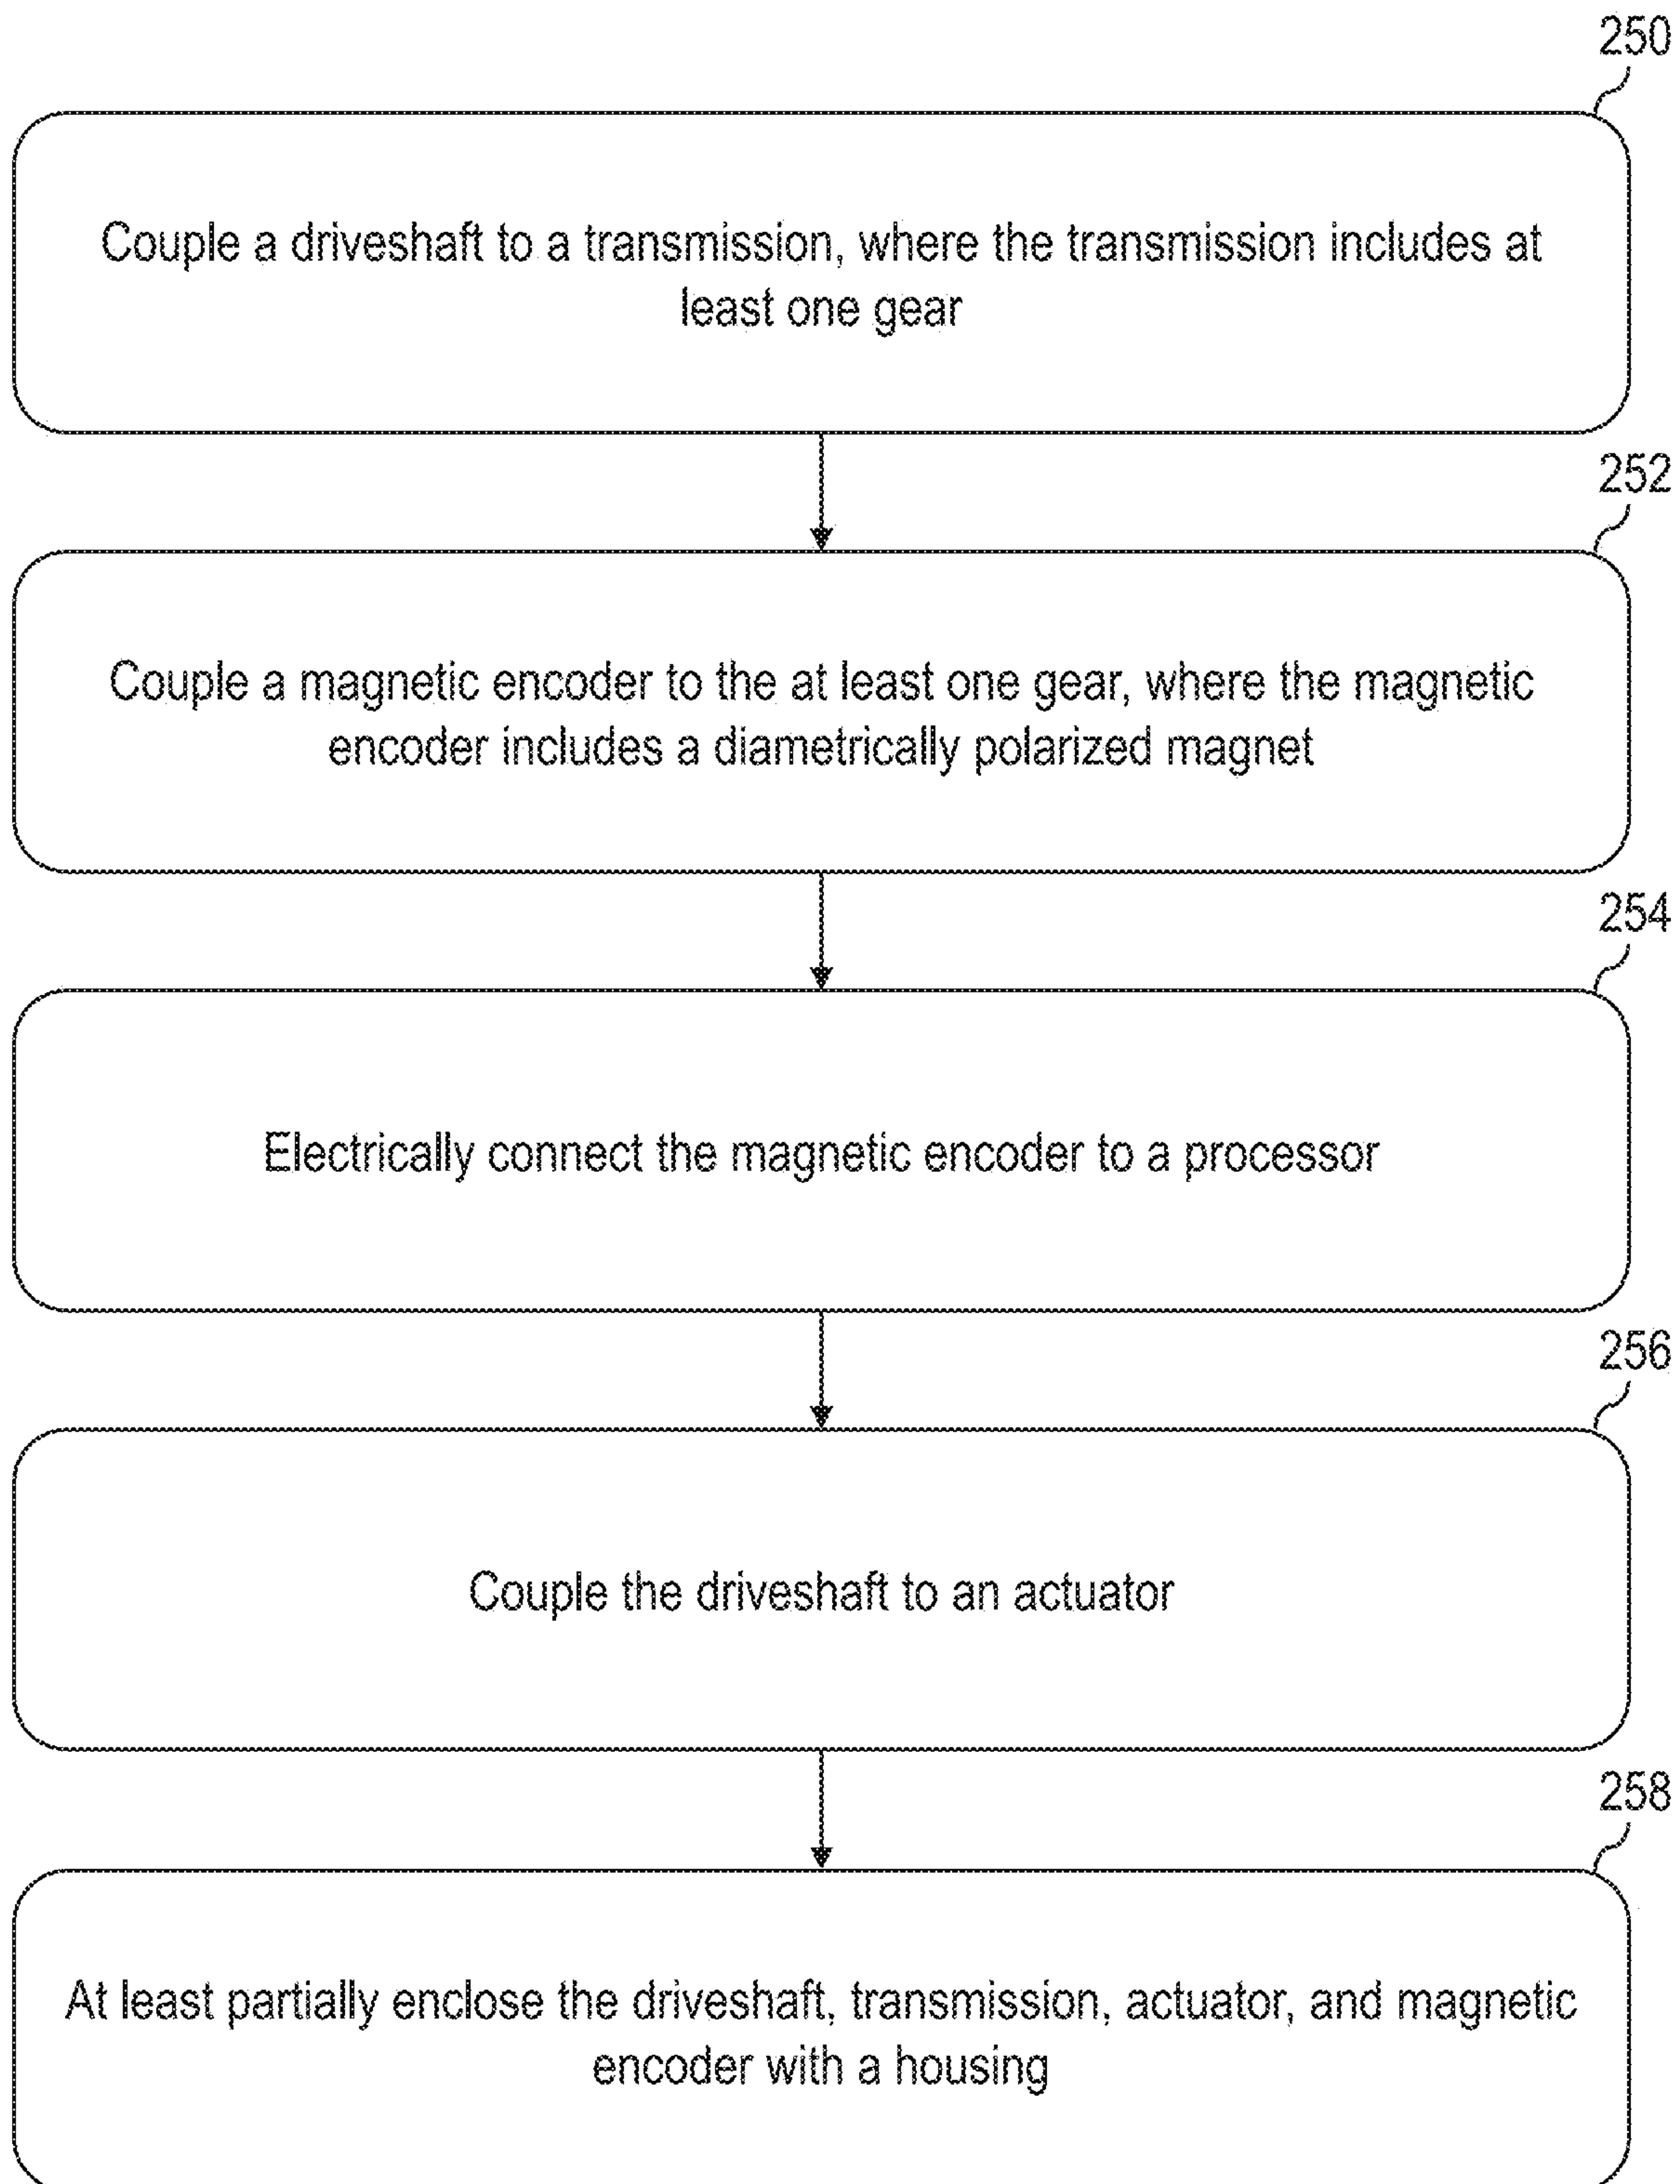 250
Couple a driveshaft to a transmission, where the transmission includes at
least one gear
252
Couple a magnetic encoder to the at least one gear, where the magnetic
encoder includes a diametrically polarized magnet
254
Electrically connect the magnetic encoder to a processor
256
Couple the driveshaft to an actuator
258
At least partially enclose the driveshaft, transmission, actuator, and magnetic
encoder with a housing